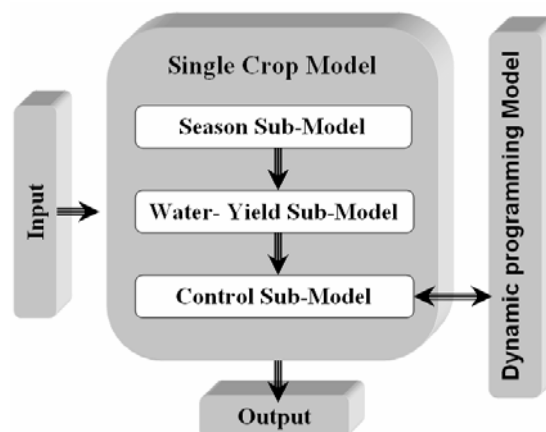 Single Crop Model
Season Sub-Model
Water- Yield Sub-Model
Control Sub-Model
Input
Output
Dynamic programming Model